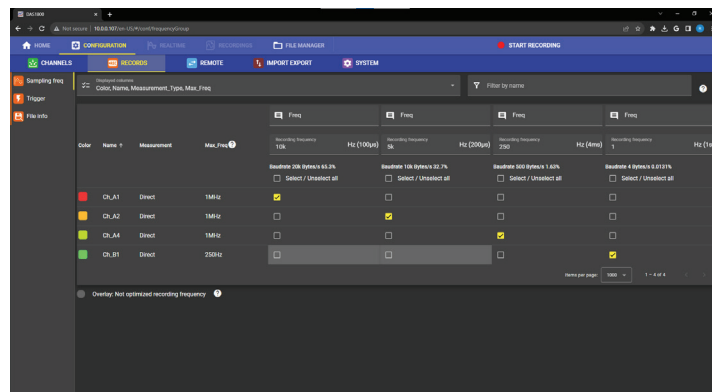 DAS1800
Not secure | 10.0.0.107/en-US/#/conf/frequencyGroup
HOME CONFIGURATION REALTIME RECORDINGS FILE MANAGER START RECORDING
CHANNELS RECORDS REMOTE IMPORT EXPORT SYSTEM
Sampling freq
Trigger
File info
Displayed columns
Color, Name, Measurement_Type, Max_Freq
Filter by name
Freq Freq Freq Freq
Color Name ↑ Measurement Max_Freq
Recording frequency Recording frequency Recording frequency Recording frequency
10k Hz (100µs) 5k Hz (200µs) 250 Hz (4ms) 1 Hz (1s
Baudrate 20k Bytes/s 65.3% Baudrate 10k Bytes/s 32.7% Baudrate 500 Bytes/s 1.63% Baudrate 4 Bytes/s 0.0131%
Select / Unselect all Select / Unselect all Select / Unselect all Select / Unselect all
Ch_A1 Direct 1MHz
Ch_A2 Direct 1MHz
Ch_A4 Direct 1MHz
Ch_B1 Direct 250Hz
Items per page: 1000 1 – 4 of 4
Overlay: Not optimized recording frequency